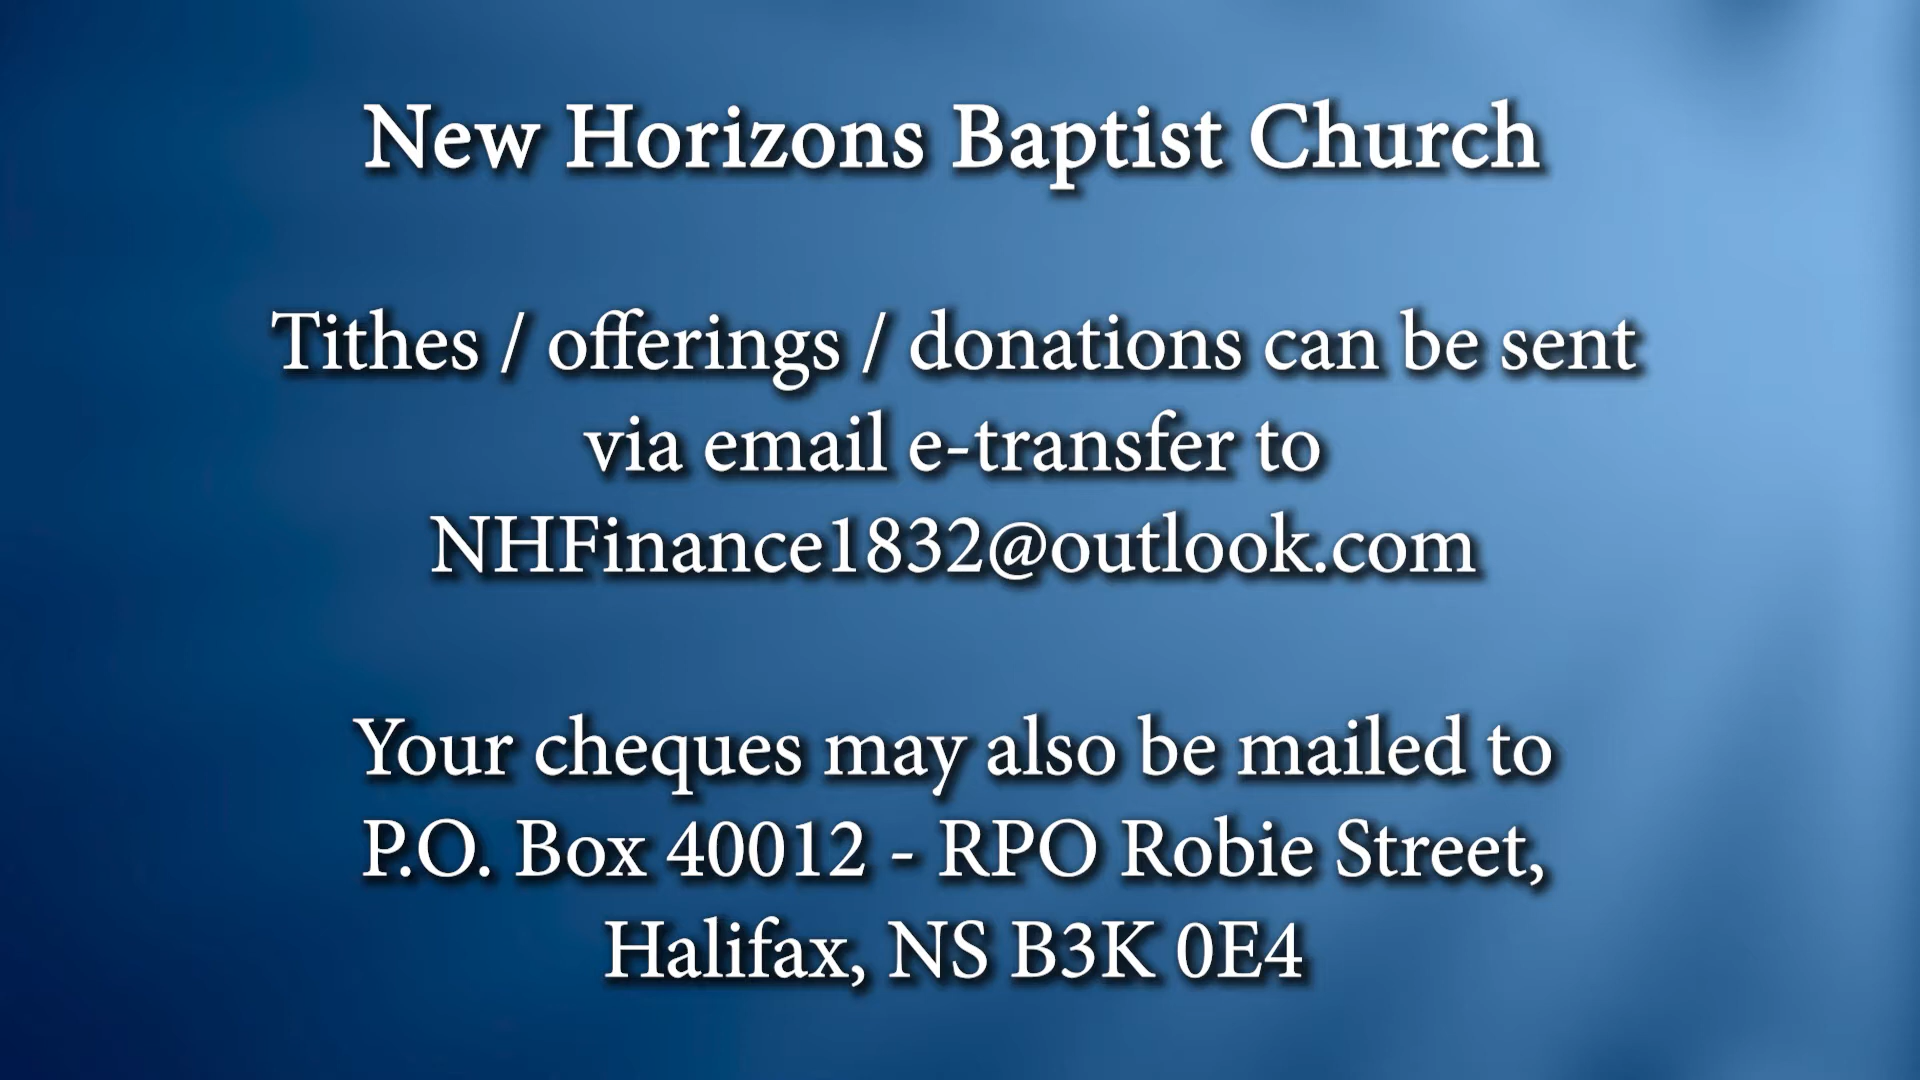 New Horizons Baptist Church
Tithes / offerings / donations can be sent
via email e-transfer to
NHFinance1832@outlook.com
Your cheques may also be mailed to
P.O. Box 40012 - RPO Robie Street,
Halifax, NS B3K 0E4